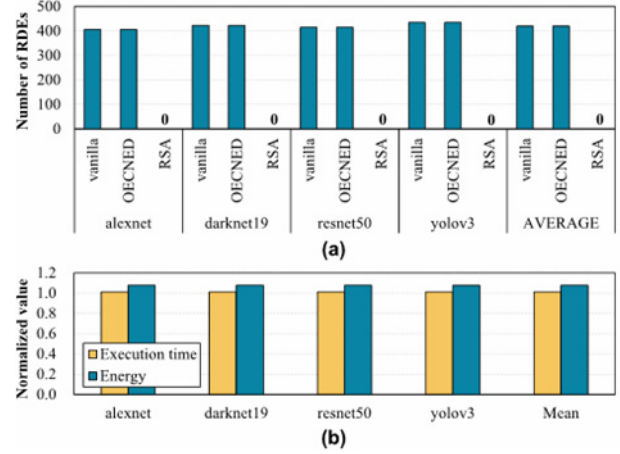 Number of RDEs
500
400
300
200
100
0
0 0 0 0 0
vanilla OECNED RSA vanilla OECNED RSA vanilla OECNED RSA vanilla OECNED RSA vanilla OECNED RSA
alexnet darknet19 resnet50 yolov3 AVERAGE
(a)
Normalized value
1.2
1.0
0.8
0.6
0.4
0.2
0.0
Execution time
Energy
alexnet darknet19 resnet50 yolov3 Mean
(b)